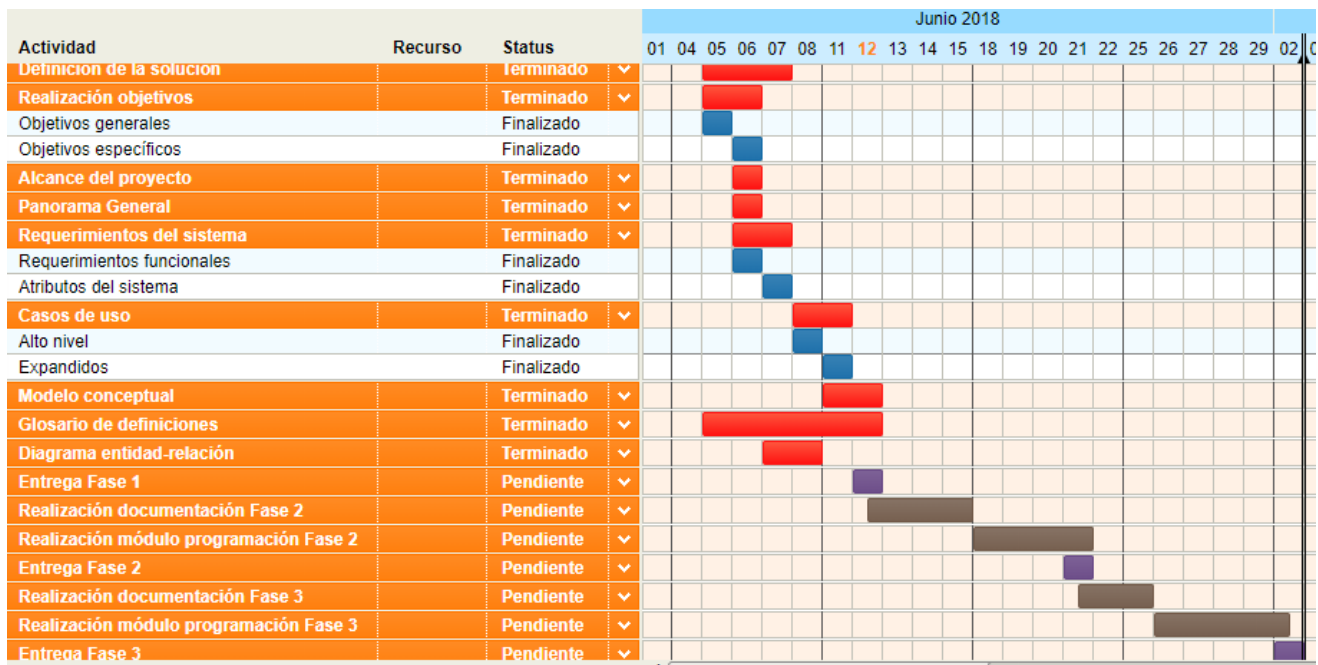 Junio 2018
Actividad Recurso Status 01 04 05 06 07 08 11 12 13 14 15 18 19 20 21 22 25 26 27 28 29 02
Definición de la solución Terminado
Realización objetivos Terminado
Objetivos generales Finalizado
Objetivos específicos Finalizado
Alcance del proyecto Terminado
Panorama General Terminado
Requerimientos del sistema Terminado
Requerimientos funcionales Finalizado
Atributos del sistema Finalizado
Casos de uso Terminado
Alto nivel Finalizado
Expandidos Finalizado
Modelo conceptual Terminado
Glosario de definiciones Terminado
Diagrama entidad-relación Terminado
Entrega Fase 1 Pendiente
Realización documentación Fase 2 Pendiente
Realización módulo programación Fase 2 Pendiente
Entrega Fase 2 Pendiente
Realización documentación Fase 3 Pendiente
Realización módulo programación Fase 3 Pendiente
Entrega Fase 3 Pendiente